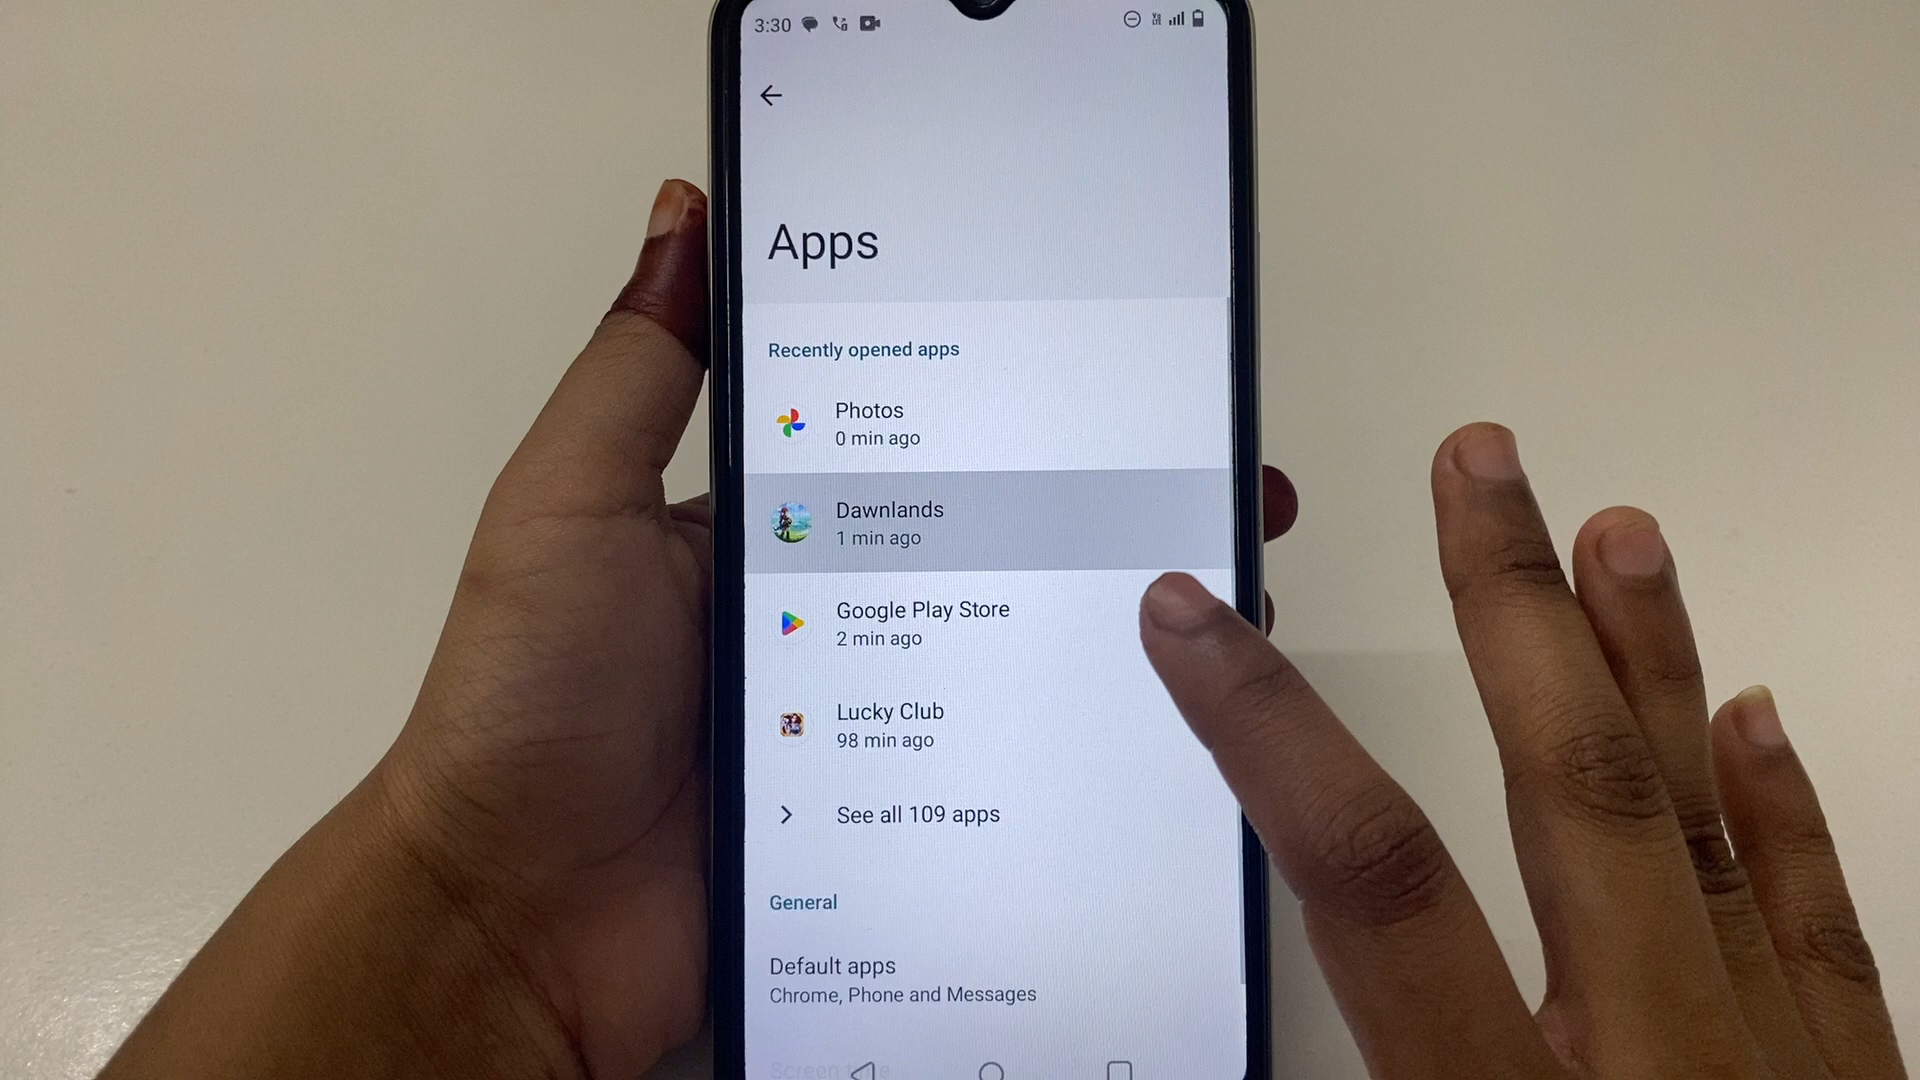 3:30
Apps
Recently opened apps
Photos
0 min ago
Dawnlands
1 min ago
Google Play Store
2 min ago
Lucky Club
98 min ago
See all 109 apps
General
Default apps
Chrome, Phone and Messages
Screen